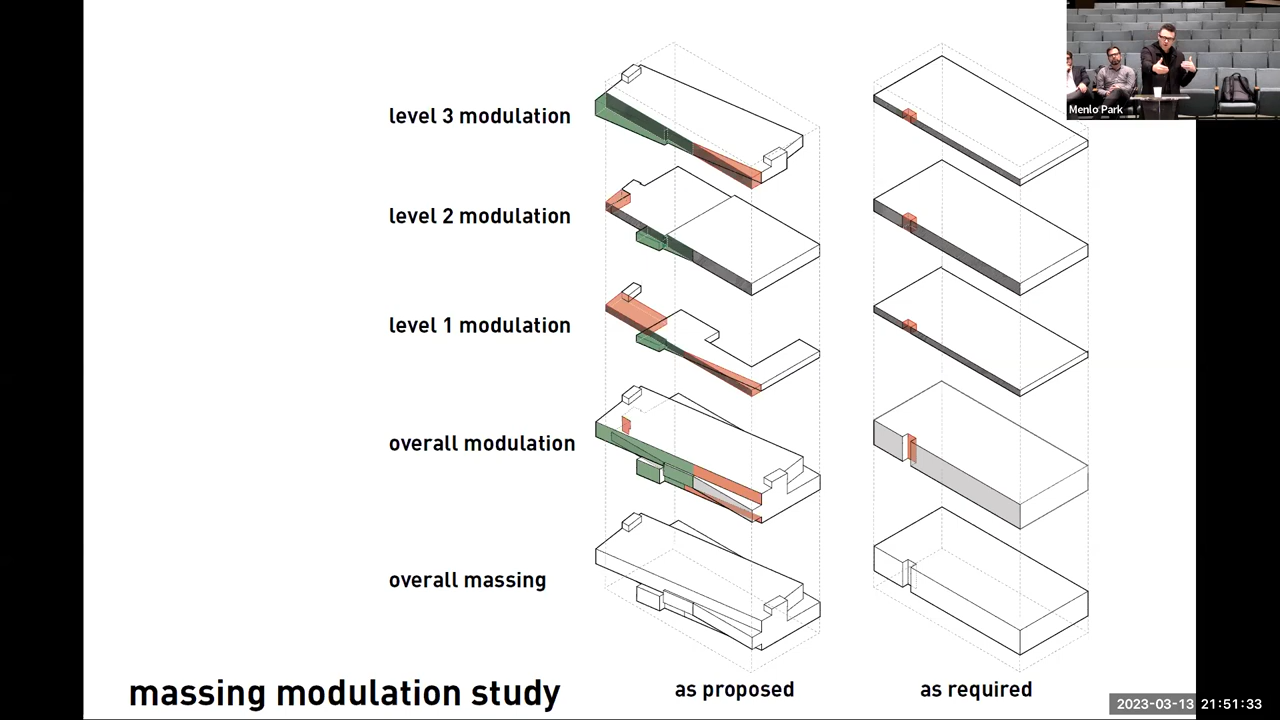 level 3 modulation
level 2 modulation
level 1 modulation
overall modulation
overall massing
massing modulation study
as proposed
as required
Menlo Park
2023-03-13 21:51:33